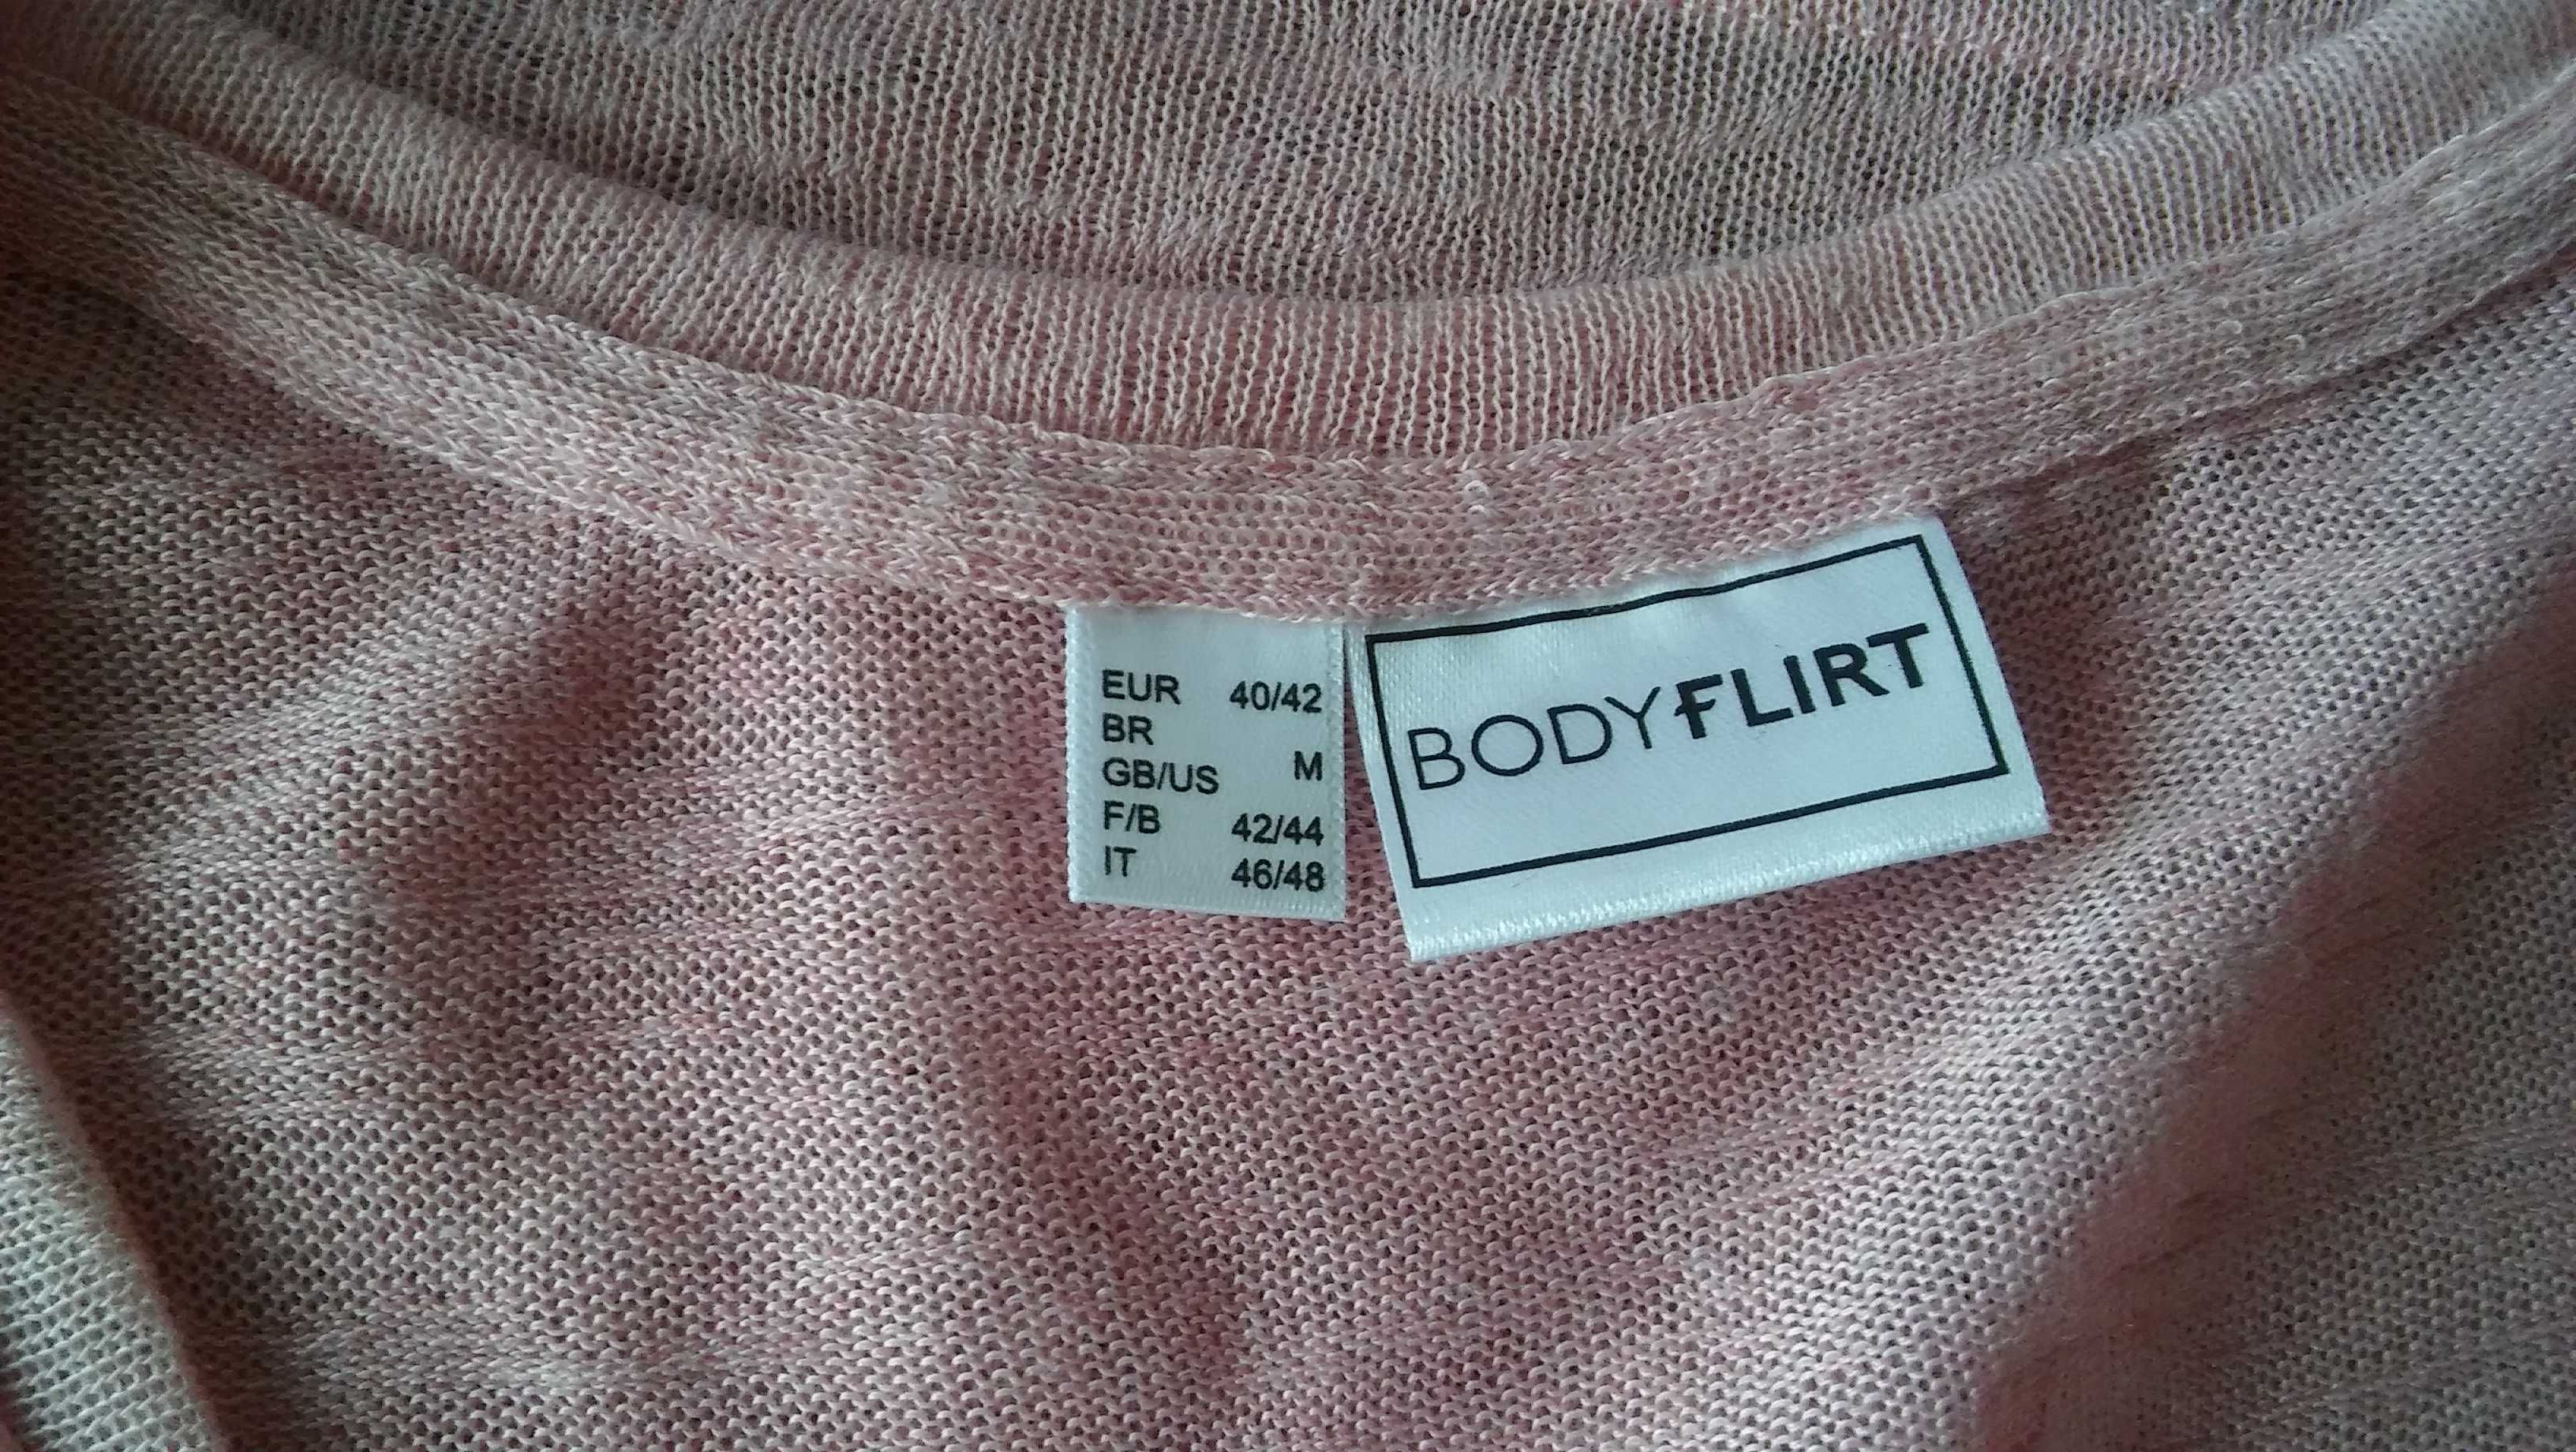 EUR 40/42
BR
GB/US M
F/B 42/44
IT 46/48
BODYFLIRT